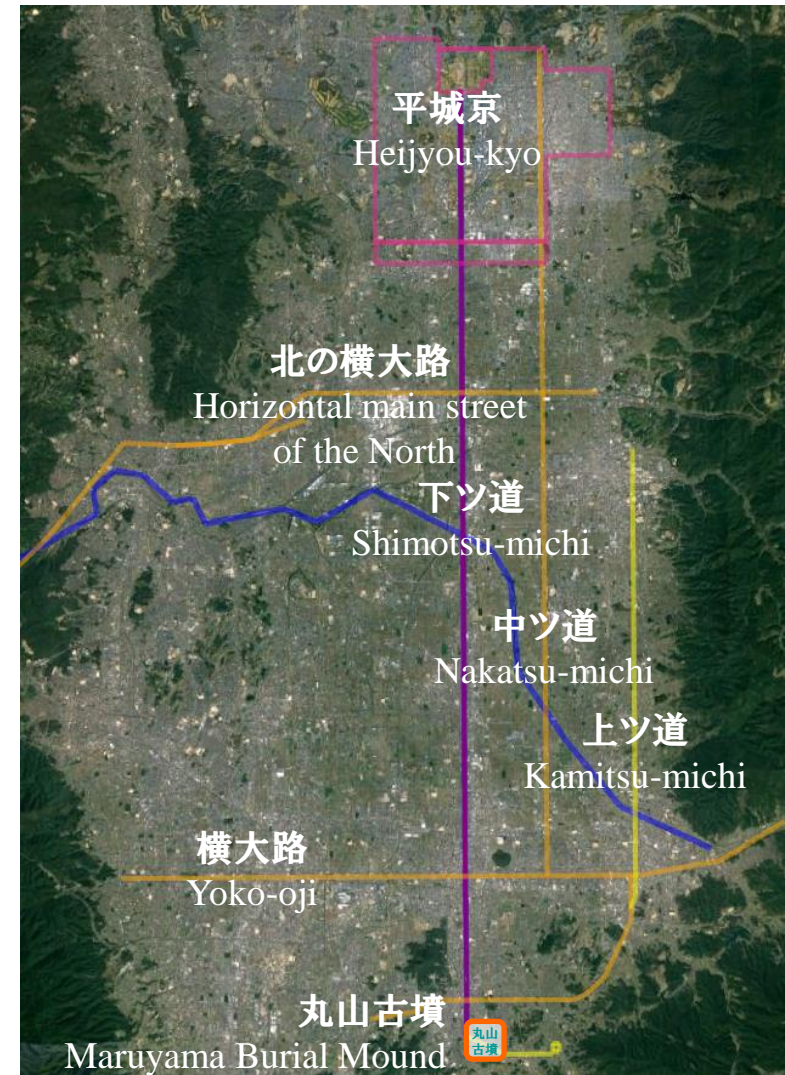 平城京
Heijyou-kyo
北の横大路
Horizontal main street
of the North
下ツ道
Shimotsu-michi
中ツ道
Nakatsu-michi
上ツ道
Kamitsu-michi
横大路
Yoko-oji
丸山古墳
Maruyama Burial Mound
丸山
古墳